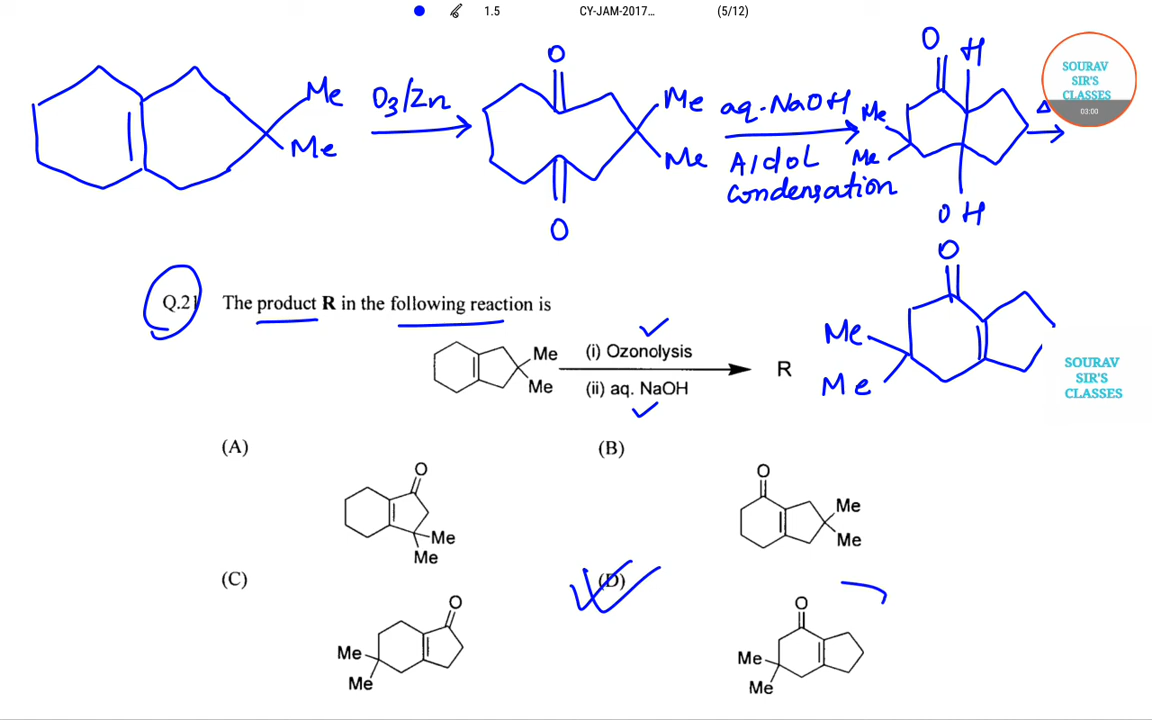 1.5 CY-JAM-2017... (5/12)
SOURAV
SIR'S
CLASSES
03:00
Me
Me
O3/Zn
O
Me
Me
O
aq. NaOH
Aldol
Condensation
O H
Me
Me
OH
Δ
Q.21 The product R in the following reaction is
Me
Me
(i) Ozonolysis
(ii) aq. NaOH
R
O
Me
Me
SOURAV
SIR'S
CLASSES
(A)
O
Me
Me
(B)
O
Me
Me
(C)
O
Me
Me
(D)
O
Me
Me